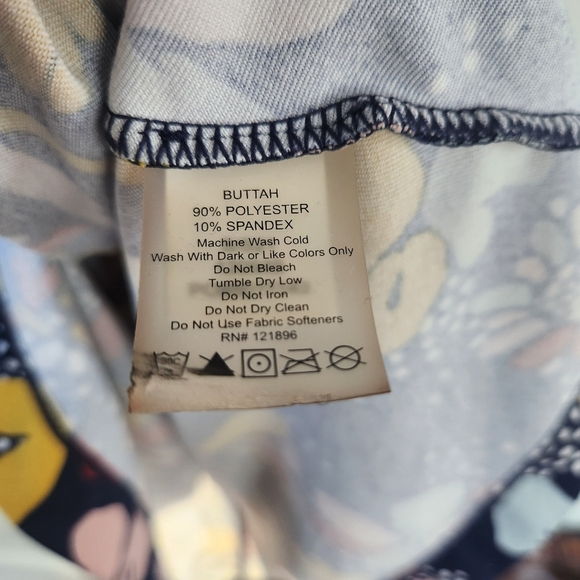 BUTTAH
90% POLYESTER
10% SPANDEX
Machine Wash Cold
Wash With Dark or Like Colors Only
Do Not Bleach
Tumble Dry Low
Do Not Iron
Do Not Dry Clean
Do Not Use Fabric Softeners
RN# 121896